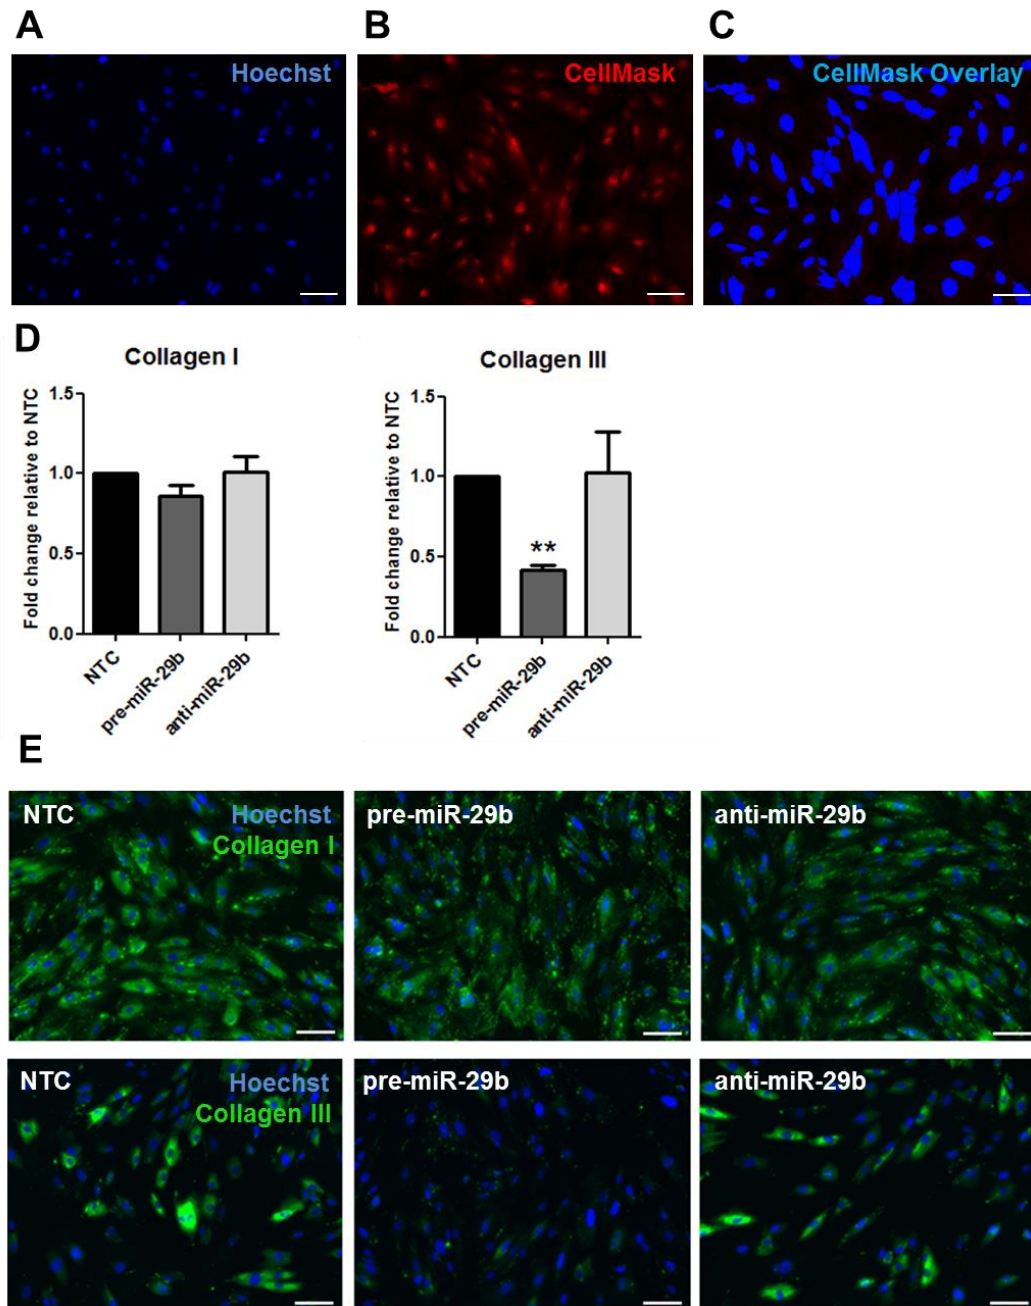 A
B
C
Hoechst
CellMask
CellMask Overlay
D
Collagen I
Fold change relative to NTC
1.5
1.0
0.5
0.0
NTC
pre-miR-29b
anti-miR-29b
Collagen III
Fold change relative to NTC
1.5
1.0
0.5
0.0
**
NTC
pre-miR-29b
anti-miR-29b
E
NTC
Hoechst
Collagen I
pre-miR-29b
anti-miR-29b
NTC
Hoechst
Collagen III
pre-miR-29b
anti-miR-29b